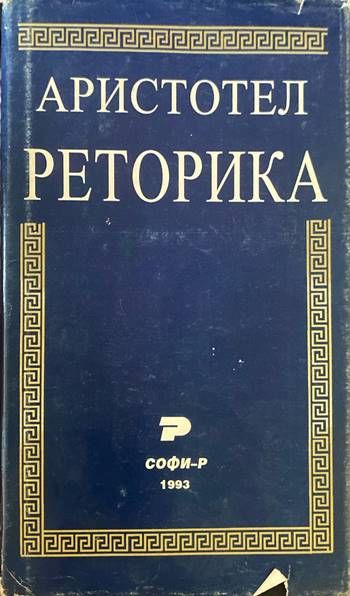 АРИСТОТЕЛ
РЕТОРИКА
Р
СОФИ-Р
1993